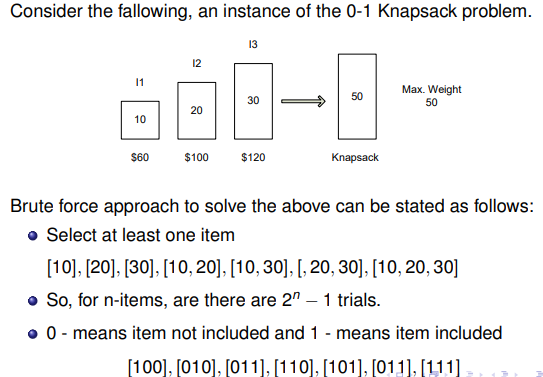 Consider the fallowing, an instance of the 0-1 Knapsack problem.
I3
I2
I1
10
20
30
50
Max. Weight
50
$60
$100
$120
Knapsack
Brute force approach to solve the above can be stated as follows:
Select at least one item
[10], [20], [30], [10, 20], [10, 30], [, 20, 30], [10, 20, 30]
So, for n-items, are there are 2ⁿ − 1 trials.
0 - means item not included and 1 - means item included
[100], [010], [011], [110], [101], [011], [111]